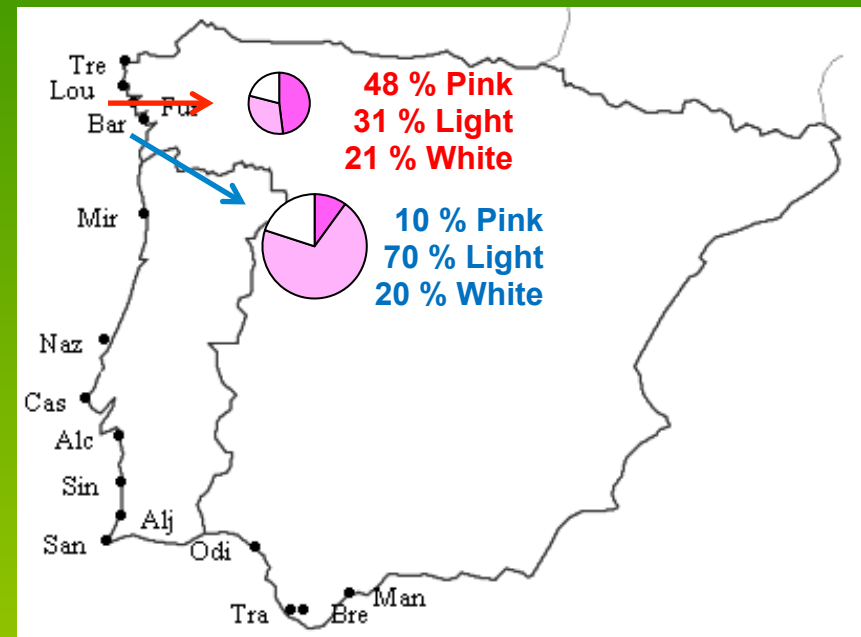 Tre
Lou
Fur
Bar
Mir
Naz
Cas
Alc
Sin
Alj
San
Odi
Tra
Bre
Man
48 % Pink
31 % Light
21 % White
10 % Pink
70 % Light
20 % White